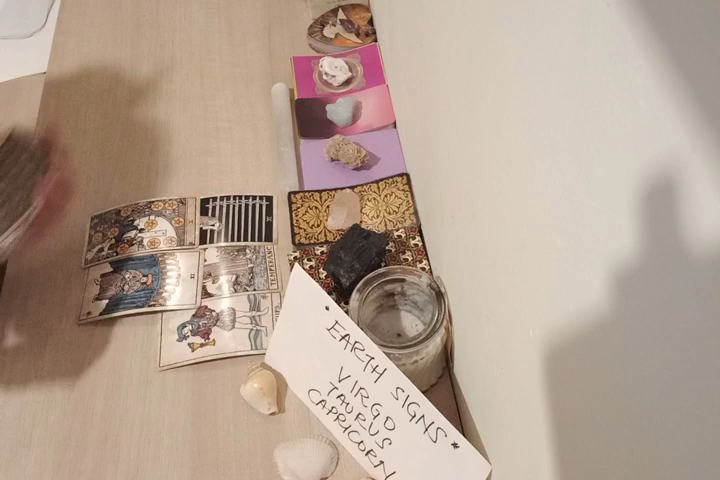 *EARTH SIGNS*
VIRGO
TAURUS
CAPRICORN
TEMPERANCE